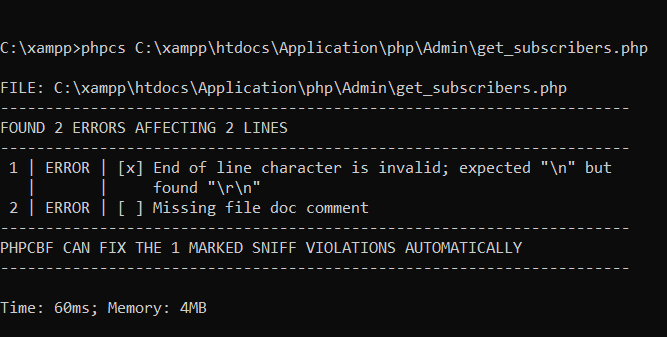 C:\xampp>phpcs C:\xampp\htdocs\Application\php\Admin\get_subscribers.php
FILE: C:\xampp\htdocs\Application\php\Admin\get_subscribers.php
----------------------------------------------------------------------
FOUND 2 ERRORS AFFECTING 2 LINES
----------------------------------------------------------------------
 1 | ERROR | [x] End of line character is invalid; expected "\n" but
   |       |     found "\r\n"
 2 | ERROR | [ ] Missing file doc comment
----------------------------------------------------------------------
PHPCBF CAN FIX THE 1 MARKED SNIFF VIOLATIONS AUTOMATICALLY
----------------------------------------------------------------------
Time: 60ms; Memory: 4MB